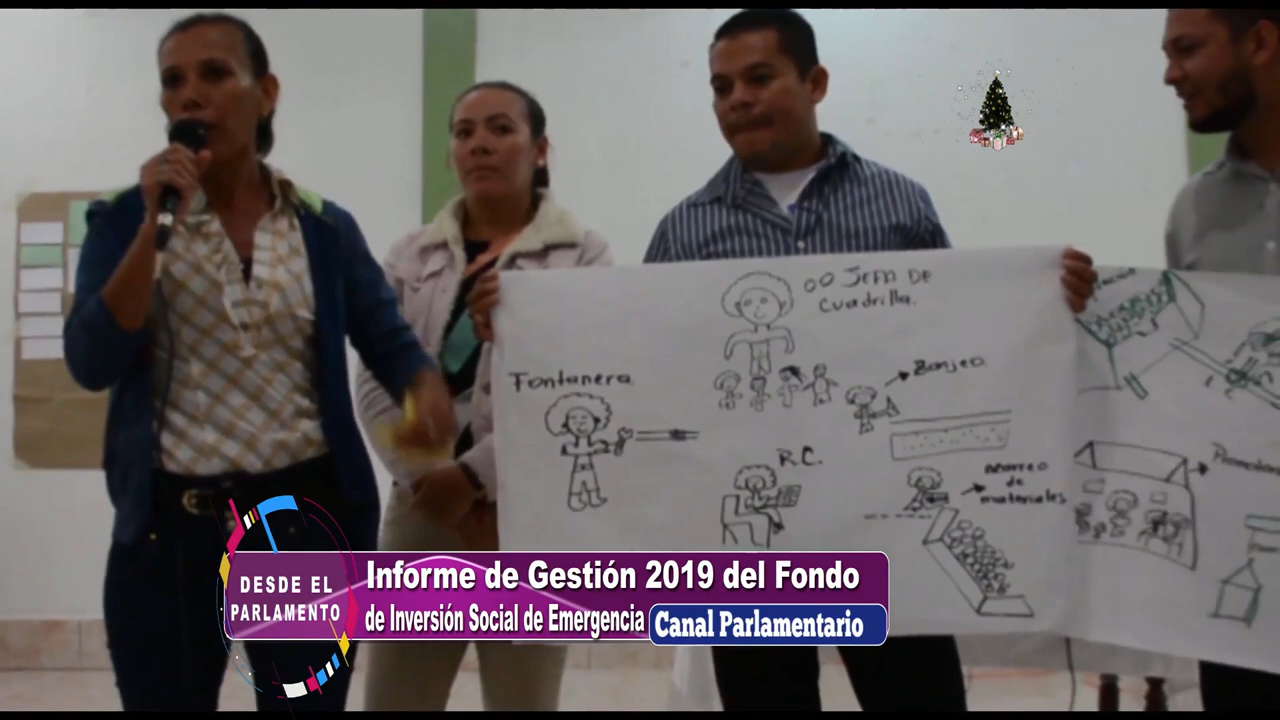 OO JEFA DE
Cuadrilla.
Fontanera
Zanjeo
R.C.
Acarreo
de
materiales
DESDE EL
PARLAMENTO
Informe de Gestión 2019 del Fondo
de Inversión Social de Emergencia
Canal Parlamentario